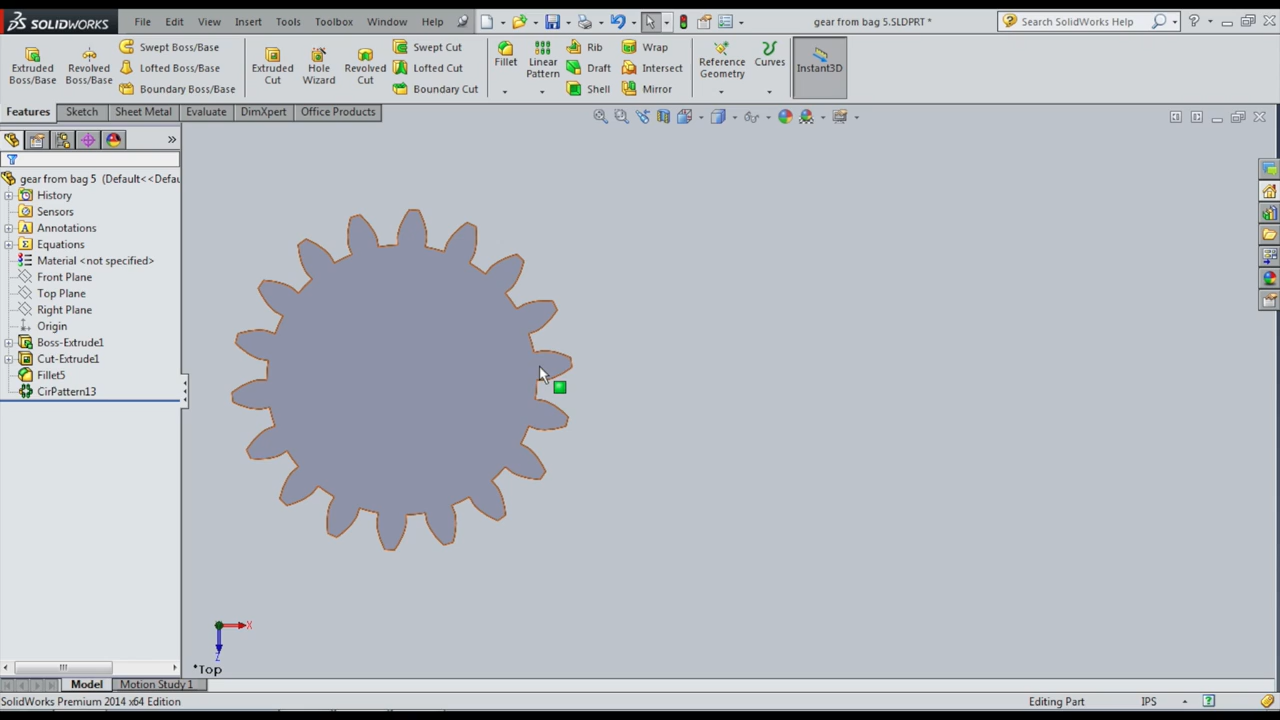 SOLIDWORKS File Edit View Insert Tools Toolbox Window Help gear from bag 5.SLDPRT * Search SolidWorks Help
Extruded Boss/Base
Revolved Boss/Base
Swept Boss/Base
Lofted Boss/Base
Boundary Boss/Base
Extruded Cut
Hole Wizard
Revolved Cut
Swept Cut
Lofted Cut
Boundary Cut
Fillet
Linear Pattern
Rib
Draft
Shell
Wrap
Intersect
Mirror
Reference Geometry
Curves
Instant3D
Features Sketch Sheet Metal Evaluate DimXpert Office Products
gear from bag 5 (Default<<Defau
History
Sensors
Annotations
Equations
Material <not specified>
Front Plane
Top Plane
Right Plane
Origin
Boss-Extrude1
Cut-Extrude1
Fillet5
CirPattern13
X
Z
*Top
Model Motion Study 1
SolidWorks Premium 2014 x64 Edition Editing Part IPS